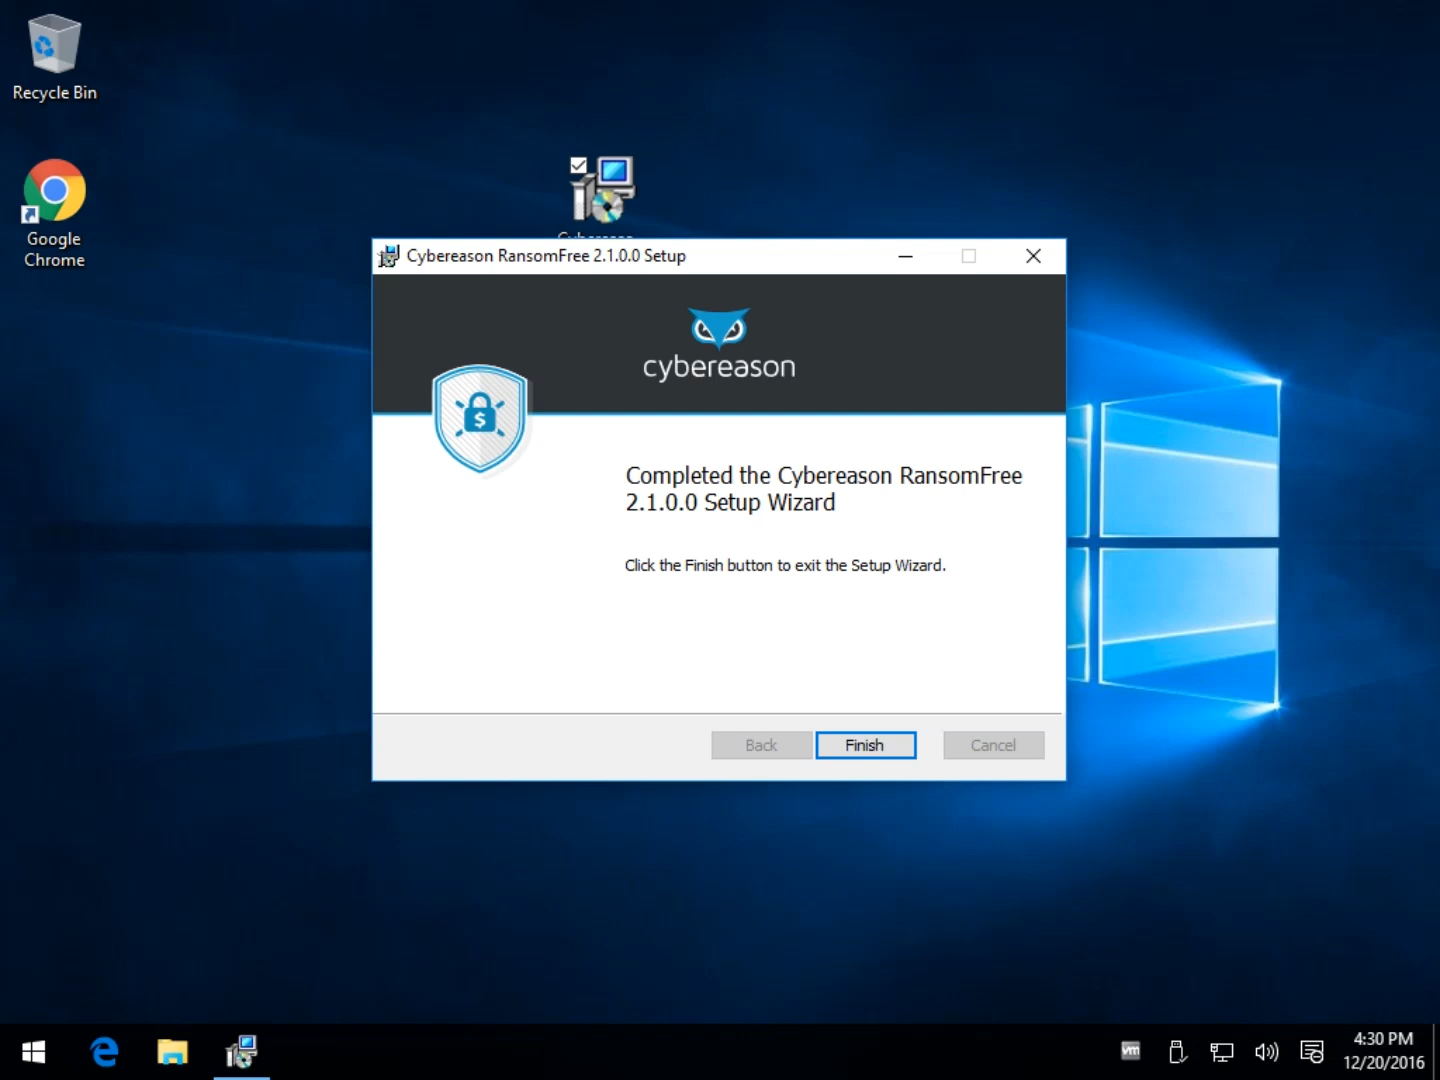 Recycle Bin
Google
Chrome
Cybereason
Cybereason RansomFree 2.1.0.0 Setup
cybereason
$
Completed the Cybereason RansomFree
2.1.0.0 Setup Wizard
Click the Finish button to exit the Setup Wizard.
Back
Finish
Cancel
vm
4:30 PM
12/20/2016